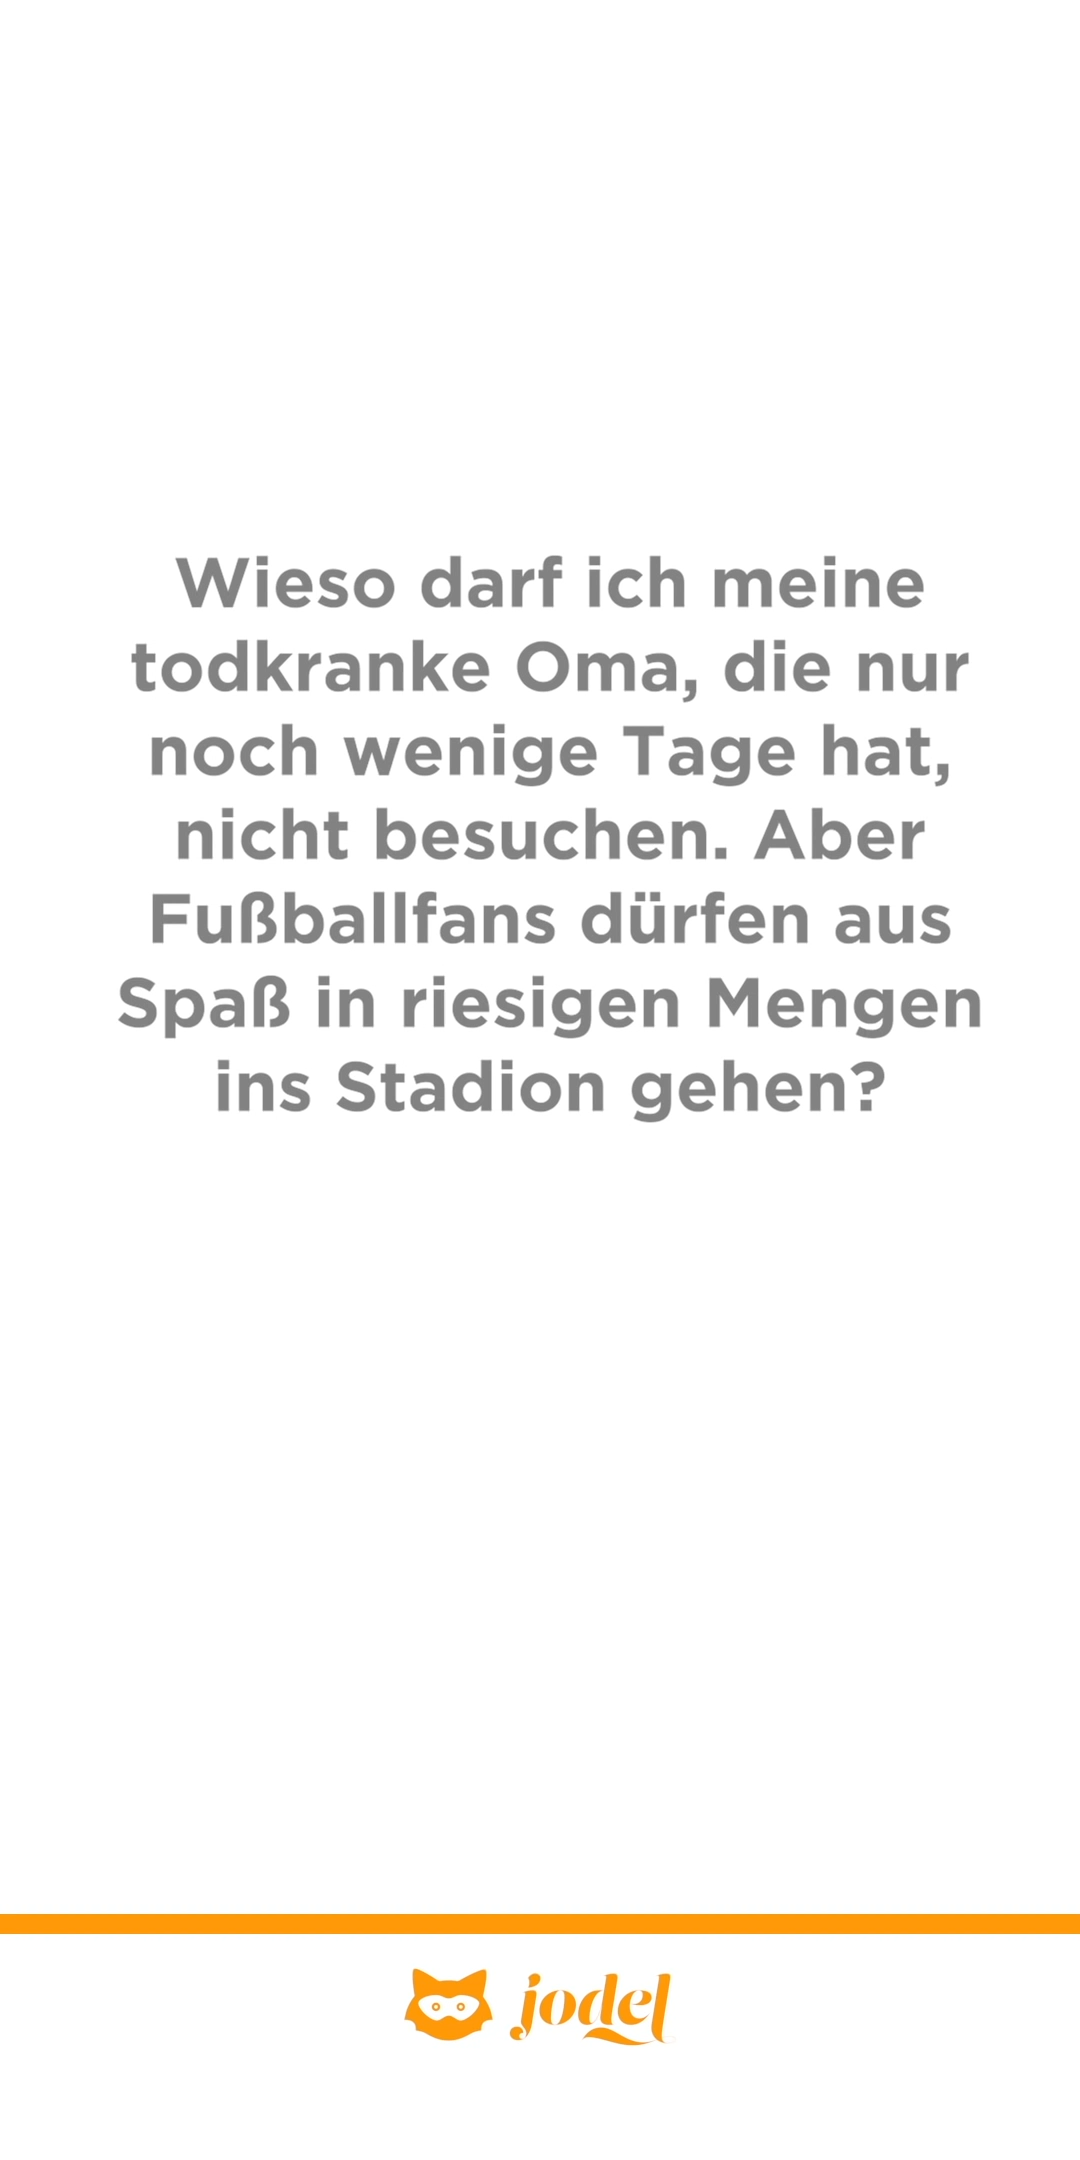 Wieso darf ich meine
todkranke Oma, die nur
noch wenige Tage hat,
nicht besuchen. Aber
Fußballfans dürfen aus
Spaß in riesigen Mengen
ins Stadion gehen?
jodel